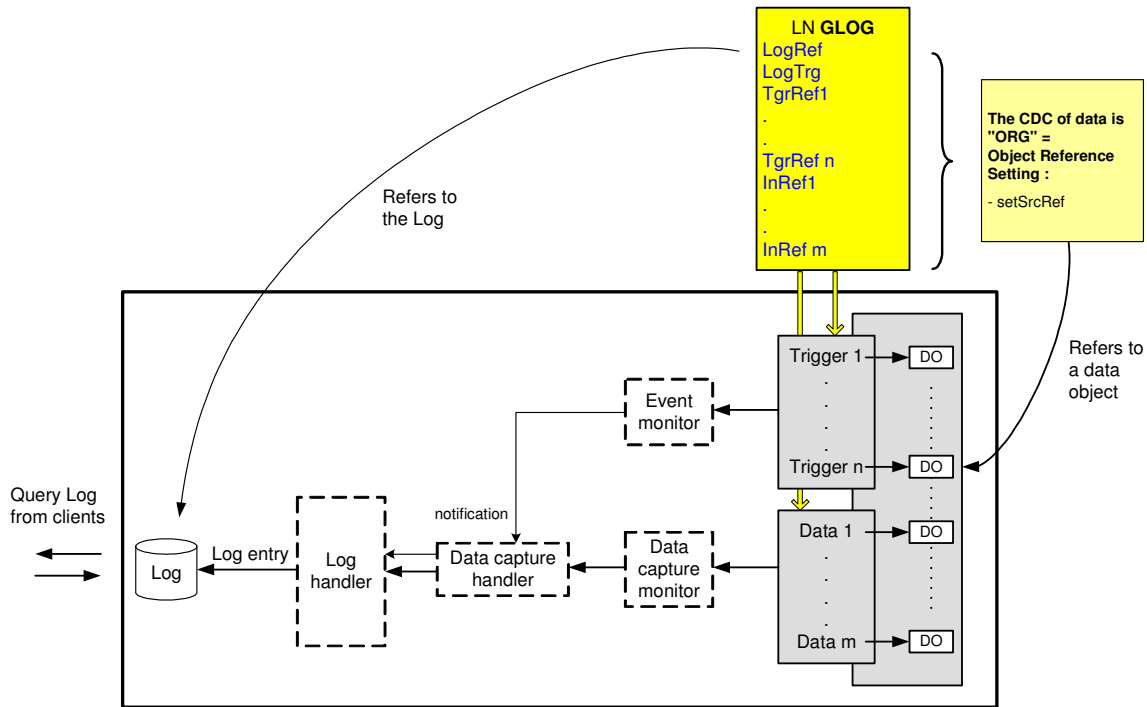 LN GLOG
LogRef
LogTrg
TgrRef1
.
.
TgrRef n
InRef1
.
.
InRef m
The CDC of data is
"ORG" =
Object Reference
Setting :
- setSrcRef
Refers to
the Log
Refers to
a data
object
Trigger 1
.
.
.
.
Trigger n
DO
DO
Event
monitor
notification
Query Log
from clients
Log
Log entry
Log
handler
Data capture
handler
Data
capture
monitor
Data 1
.
.
.
.
Data m
DO
DO